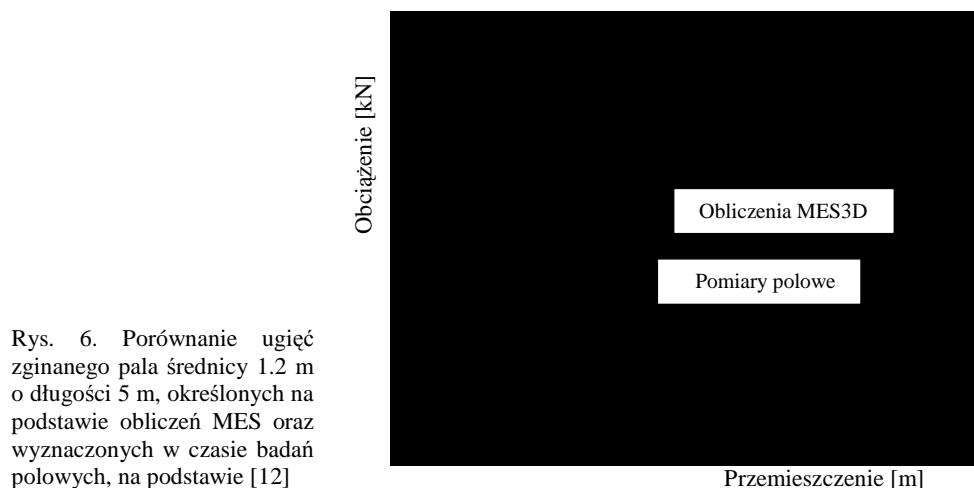 Obciążenie [kN]
Obliczenia MES3D
Pomiary polowe
Rys. 6. Porównanie ugięć
zginanego pala średnicy 1.2 m
o długości 5 m, określonych na
podstawie obliczeń MES oraz
wyznaczonych w czasie badań
polowych, na podstawie [12]
Przemieszczenie [m]